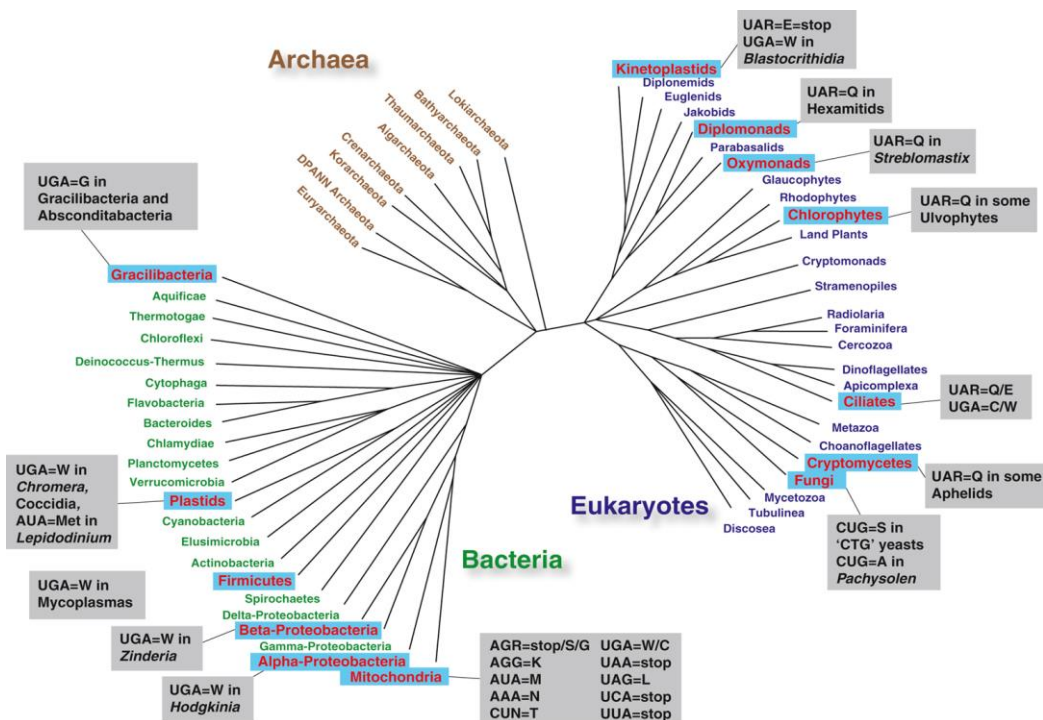 Archaea
Lokiarchaeota
Bathyarchaeota
Thaumarchaeota
Aigarchaeota
Crenarchaeota
Korarchaeota
DPANN Archaeota
Euryarchaeota
UAR=E=stop
UGA=W in
Blastocrithidia
Kinetoplastids
Diplonemids
Euglenids
Jakobids
UAR=Q in
Hexamitids
Diplomonads
Parabasalids
UAR=Q in
Streblomastix
Oxymonads
Glaucophytes
Rhodophytes
UAR=Q in some
Ulvophytes
Chlorophytes
Land Plants
Cryptomonads
Stramenopiles
Radiolaria
Foraminifera
Cercozoa
Dinoflagellates
Apicomplexa
Ciliates
UAR=Q/E
UGA=C/W
Metazoa
Choanoflagellates
Cryptomycetes
UAR=Q in some
Aphelids
Fungi
CUG=S in
‘CTG’ yeasts
CUG=A in
Pachysolen
Mycetozoa
Tubulinea
Discosea
Eukaryotes
UGA=G in
Gracilibacteria and
Absconditabacteria
Gracilibacteria
Aquificae
Thermotogae
Chloroflexi
Deinococcus-Thermus
Cytophaga
Flavobacteria
Bacteroides
Chlamydiae
Planctomycetes
Verrucomicrobia
UGA=W in
Chromera,
Coccidia,
AUA=Met in
Lepidodinium
Plastids
Cyanobacteria
Elusimicrobia
Actinobacteria
Bacteria
Firmicutes
UGA=W in
Mycoplasmas
Spirochaetes
Delta-Proteobacteria
Beta-Proteobacteria
UGA=W in
Zinderia
Gamma-Proteobacteria
Alpha-Proteobacteria
UGA=W in
Hodgkinia
Mitochondria
AGR=stop/S/G UGA=W/C
AGG=K UAA=stop
AUA=M UAG=L
AAA=N UCA=stop
CUN=T UUA=stop